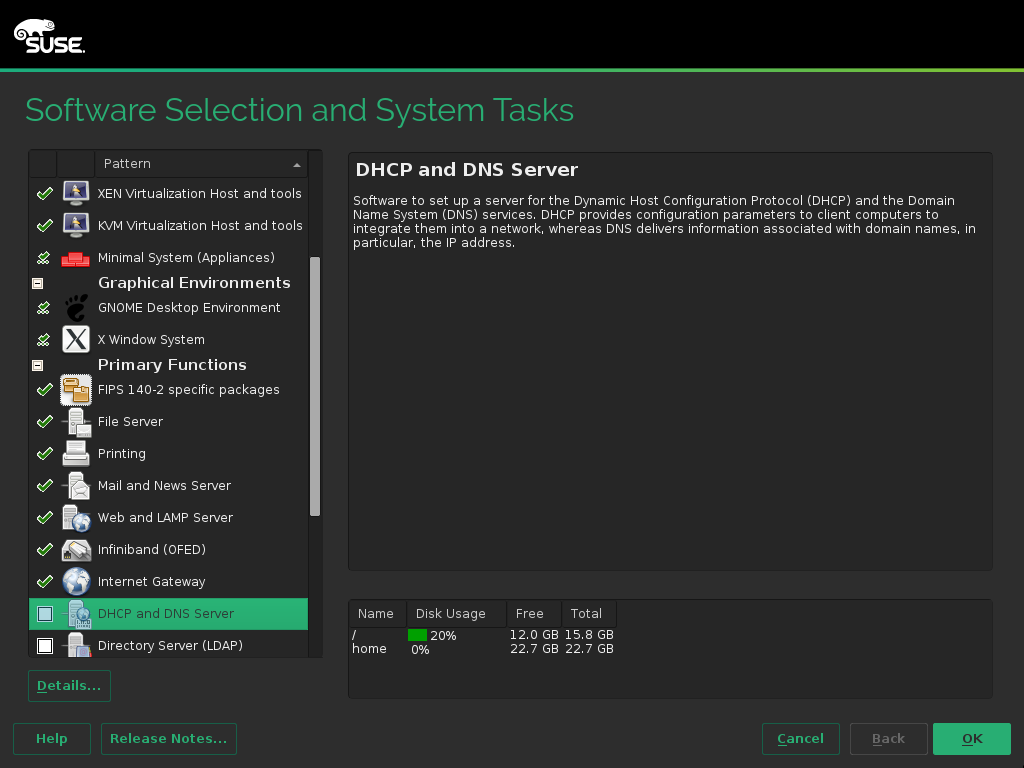 SUSE.
Software Selection and System Tasks
Pattern
XEN Virtualization Host and tools
KVM Virtualization Host and tools
Minimal System (Appliances)
Graphical Environments
GNOME Desktop Environment
X Window System
Primary Functions
FIPS 140-2 specific packages
File Server
Printing
Mail and News Server
Web and LAMP Server
Infiniband (OFED)
Internet Gateway
DHCP and DNS Server
Directory Server (LDAP)
Details...
DHCP and DNS Server
Software to set up a server for the Dynamic Host Configuration Protocol (DHCP) and the Domain
Name System (DNS) services. DHCP provides configuration parameters to client computers to
integrate them into a network, whereas DNS delivers information associated with domain names, in
particular, the IP address.
Name Disk Usage Free Total
/ 20% 12.0 GB 15.8 GB
home 0% 22.7 GB 22.7 GB
Help Release Notes... Cancel Back OK